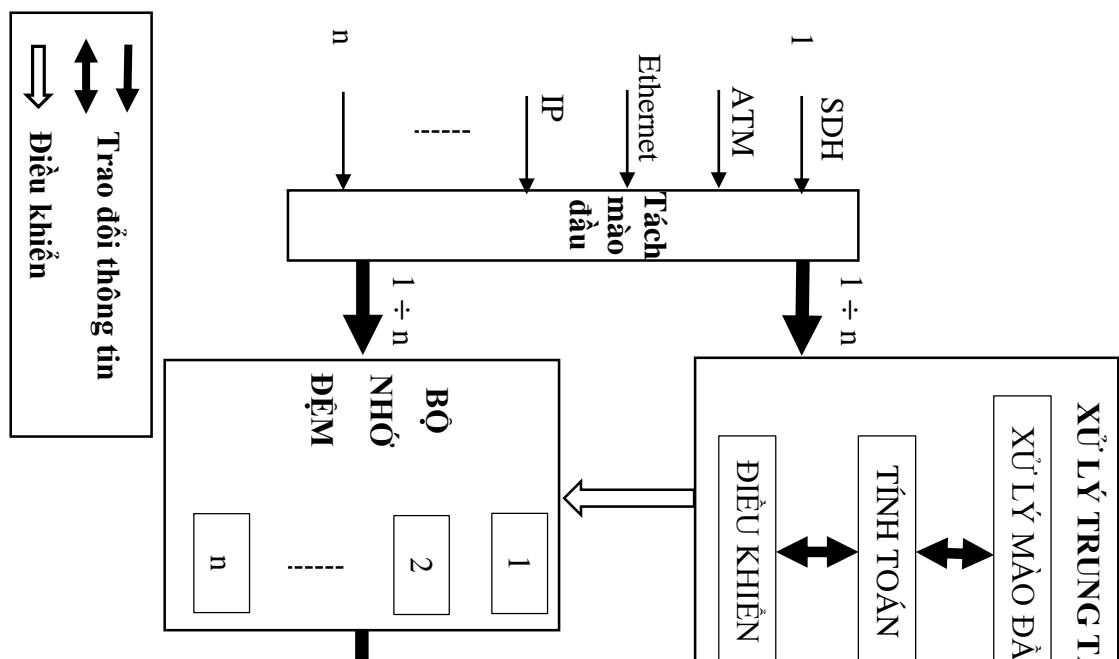 XỬ LÝ TRUNG
XỬ LÝ MÀO ĐẦ
TÍNH TOÁN
ĐIỀU KHIỂN
1
SDH
ATM
Ethernet
IP
------
n
Tách
mào
đầu
1 ÷ n
1 ÷ n
BỘ
NHỚ
ĐỆM
1
2
------
n
Trao đổi thông tin
Điều khiển